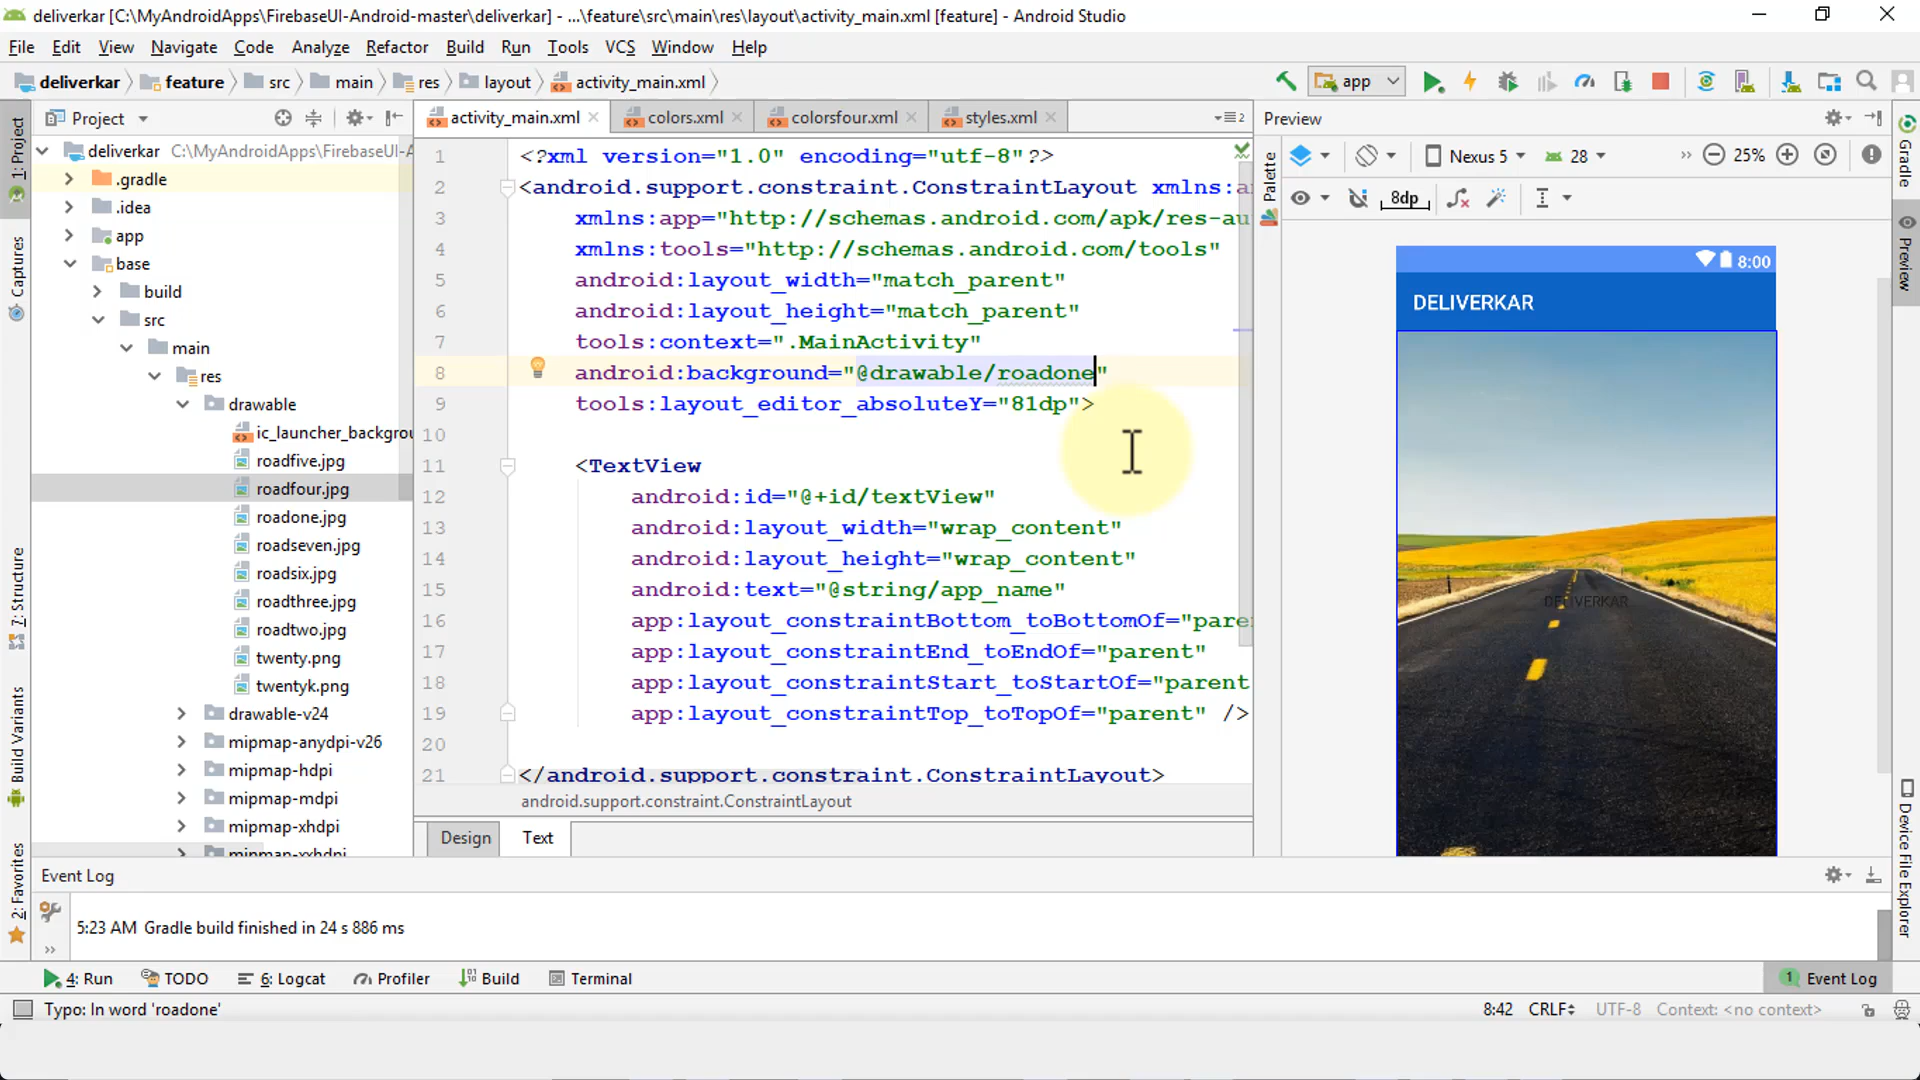 deliverkar [C:\MyAndroidApps\FirebaseUI-Android-master\deliverkar] - ...\feature\src\main\res\layout\activity_main.xml [feature] - Android Studio
File Edit View Navigate Code Analyze Refactor Build Run Tools VCS Window Help
deliverkar feature src main res layout activity_main.xml app
1: Project
Captures
7: Structure
Build Variants
2: Favorites
Project
deliverkar C:\MyAndroidApps\FirebaseUI-A
.gradle
.idea
app
base
build
src
main
res
drawable
ic_launcher_backgrou
roadfive.jpg
roadfour.jpg
roadone.jpg
roadseven.jpg
roadsix.jpg
roadthree.jpg
roadtwo.jpg
twenty.png
twentyk.png
drawable-v24
mipmap-anydpi-v26
mipmap-hdpi
mipmap-mdpi
mipmap-xhdpi
mipmap-xxhdpi
activity_main.xml colors.xml colorsfour.xml styles.xml 2
1 <?xml version="1.0" encoding="utf-8"?>
2 <android.support.constraint.ConstraintLayout xmlns:a
3 xmlns:app="http://schemas.android.com/apk/res-au
4 xmlns:tools="http://schemas.android.com/tools"
5 android:layout_width="match_parent"
6 android:layout_height="match_parent"
7 tools:context=".MainActivity"
8 android:background="@drawable/roadone"
9 tools:layout_editor_absoluteY="81dp">
10
11 <TextView
12 android:id="@+id/textView"
13 android:layout_width="wrap_content"
14 android:layout_height="wrap_content"
15 android:text="@string/app_name"
16 app:layout_constraintBottom_toBottomOf="pare
17 app:layout_constraintEnd_toEndOf="parent"
18 app:layout_constraintStart_toStartOf="parent
19 app:layout_constraintTop_toTopOf="parent" />
20
21 </android.support.constraint.ConstraintLayout>
android.support.constraint.ConstraintLayout
Design Text
Preview
Palette
Nexus 5 28 25%
8dp
8:00
DELIVERKAR
DELIVERKAR
Gradle
Preview
Device File Explorer
Event Log
5:23 AM Gradle build finished in 24 s 886 ms
4: Run TODO 6: Logcat Profiler Build Terminal 1 Event Log
Typo: In word 'roadone' 8:42 CRLF UTF-8 Context: <no context>